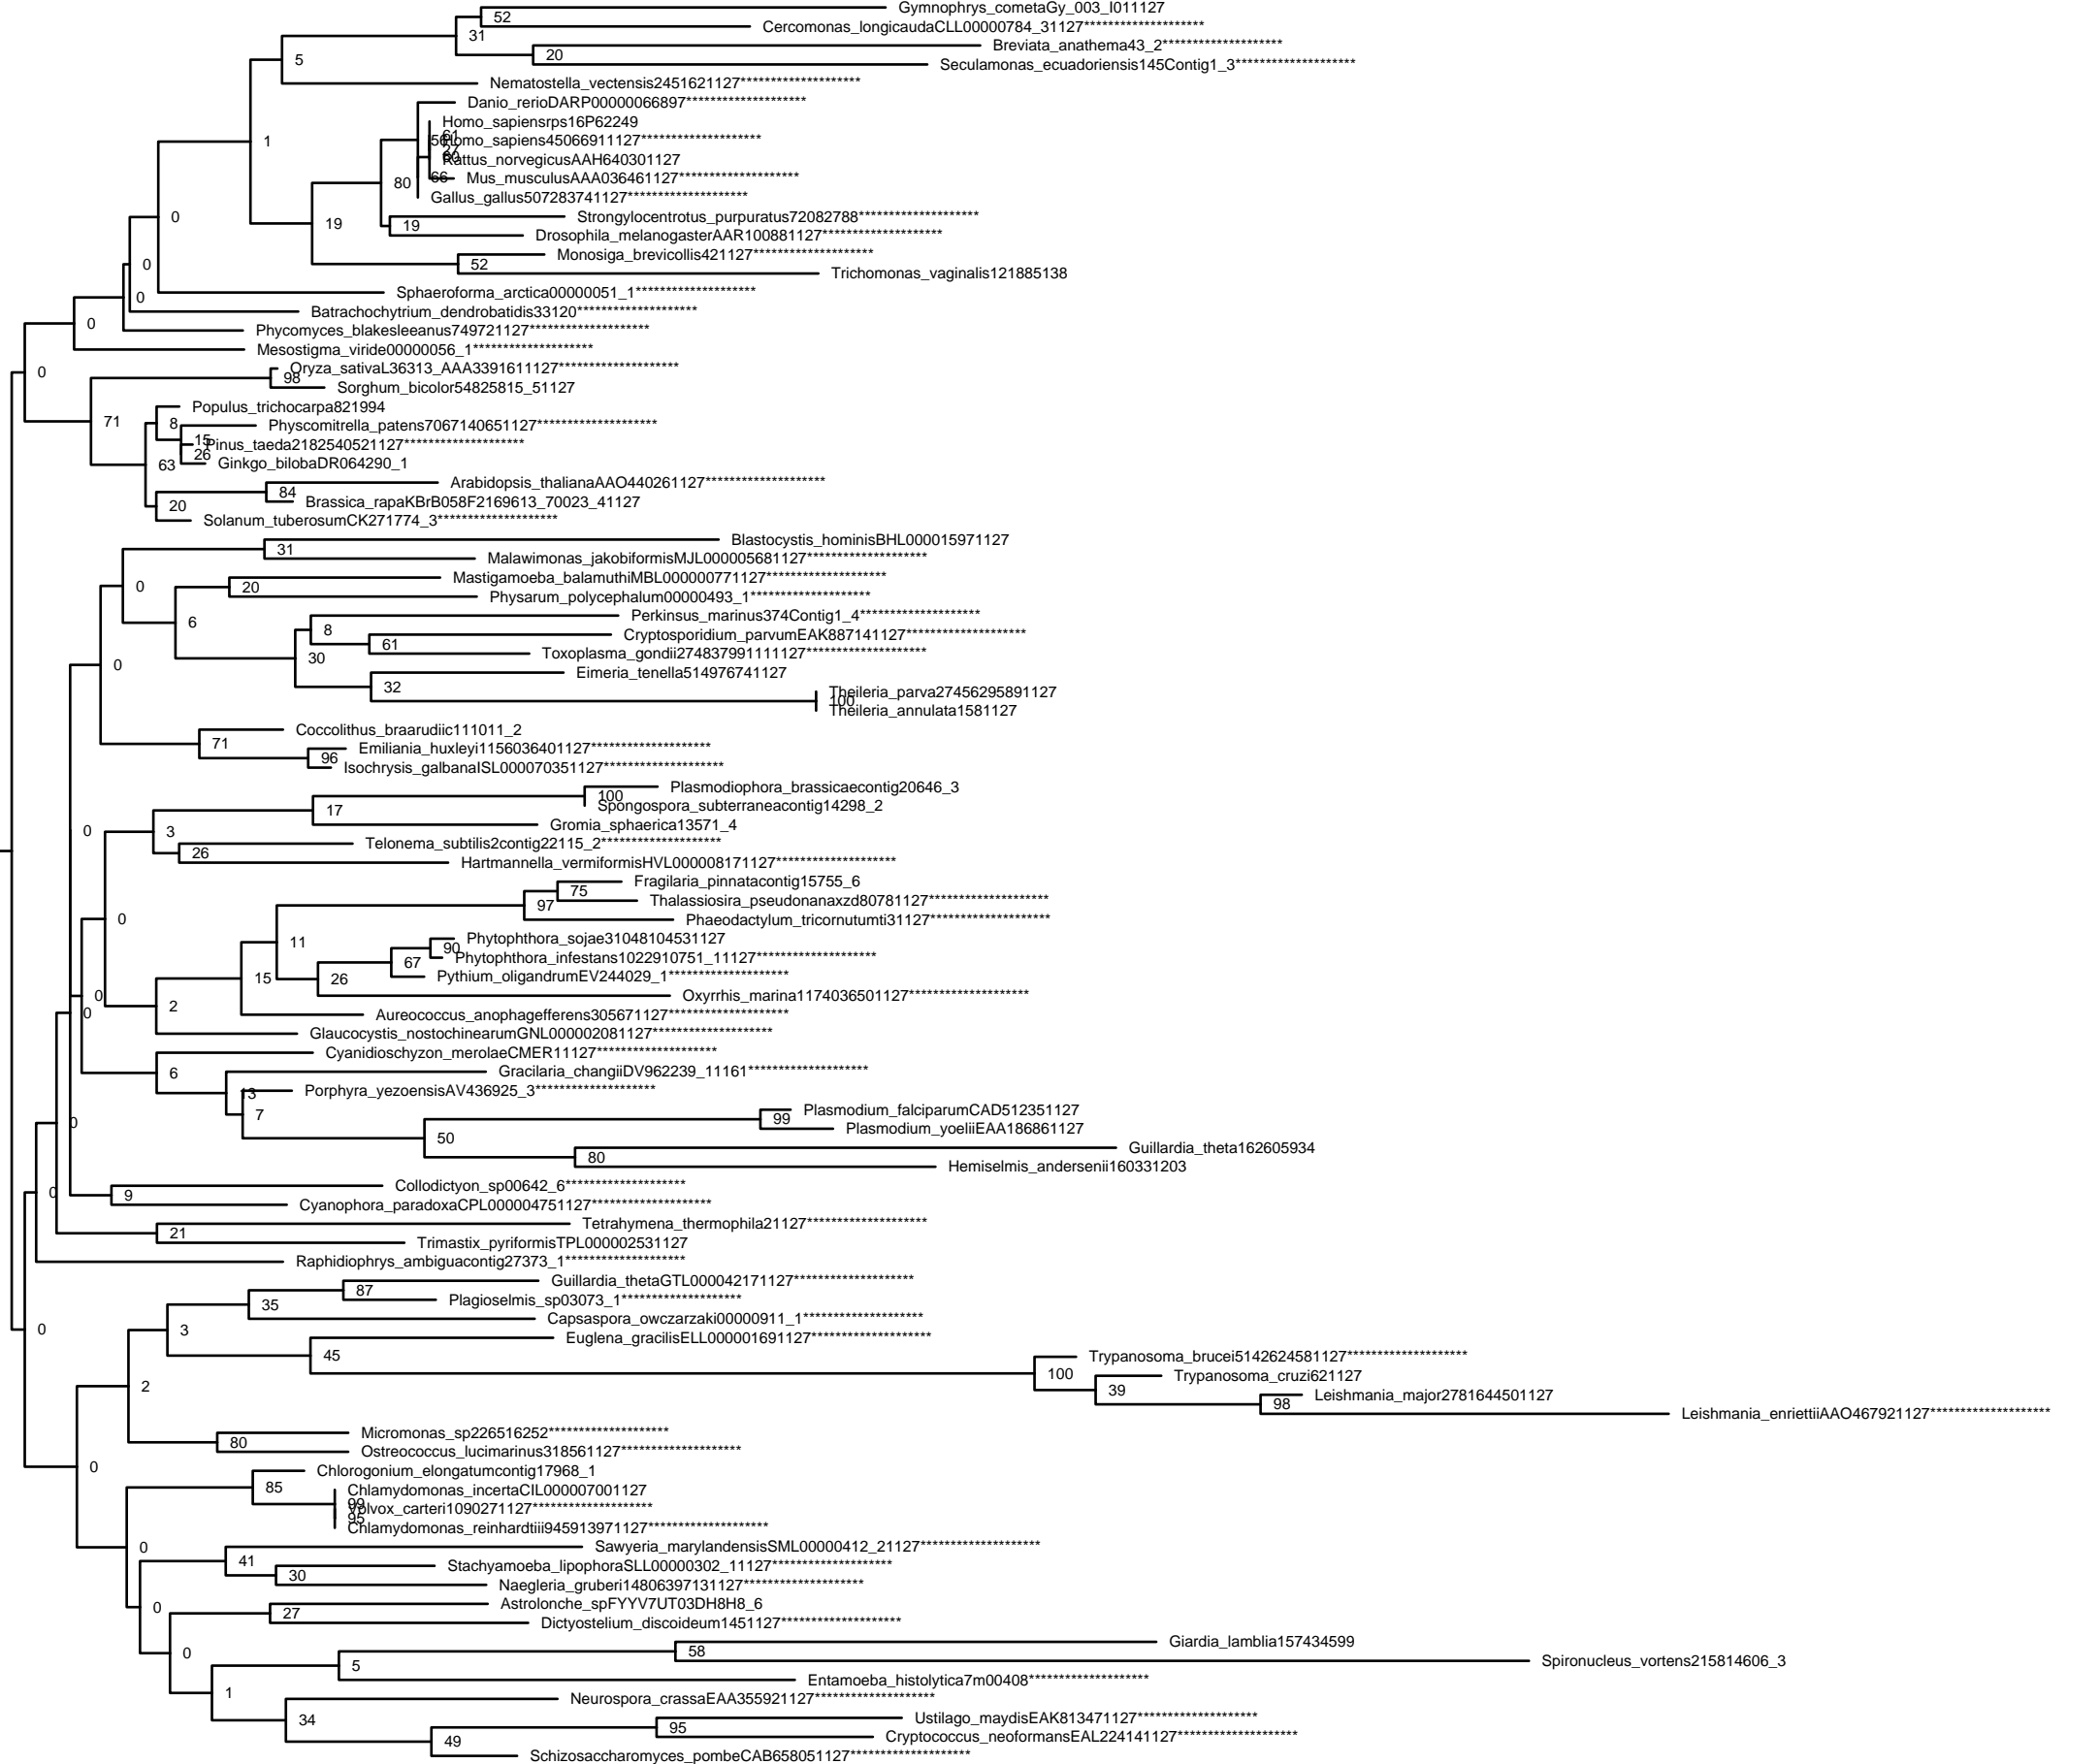 Gymnophrys_cometaGy_003_I011127
52
Cercomonas_longicaudaCLL00000784_31127********************
31
Breviata_anathema43_2********************
20
Seculamonas_ecuadoriensis145Contig1_3********************
5
Nematostella_vectensis2451621127********************
Danio_rerioDARP00000066897********************
Homo_sapiensrps16P62249
61
1
56
Homo_sapiens45066911127********************
Rattus_norvegicusAAH640301127
66
Mus_musculusAAA036461127********************
80
Gallus_gallus507283741127********************
0
Strongylocentrotus_purpuratus72082788********************
19
19
Drosophila_melanogasterAAR100881127********************
Monosiga_brevicollis421127********************
0
52
Trichomonas_vaginalis121885138
Sphaeroforma_arctica00000051_1********************
0
Batrachochytrium_dendrobatidis33120********************
0
Phycomyces_blakesleeanus749721127********************
Mesostigma_viride00000056_1********************
0
Oryza_sativaL36313_AAA3391611127********************
98
Sorghum_bicolor54825815_51127
Populus_trichocarpa821994
71
8
Physcomitrella_patens7067140651127********************
15
Pinus_taeda2182540521127********************
26
63
Ginkgo_bilobaDR064290_1
Arabidopsis_thalianaAAO440261127********************
84
Brassica_rapaKBrB058F2169613_70023_41127
20
Solanum_tuberosumCK271774_3********************
Blastocystis_hominisBHL000015971127
31
Malawimonas_jakobiformisMJL000005681127********************
Mastigamoeba_balamuthiMBL000000771127********************
0
20
Physarum_polycephalum00000493_1********************
Perkinsus_marinus374Contig1_4********************
6
8
Cryptosporidium_parvumEAK887141127********************
61
Toxoplasma_gondii274837991111127********************
30
0
Eimeria_tenella514976741127
32
Theileria_parva27456295891127
100
Theileria_annulata1581127
Coccolithus_braarudiic111011_2
71
Emiliania_huxleyi1156036401127********************
96
Isochrysis_galbanaISL000070351127********************
Plasmodiophora_brassicaecontig20646_3
100
Spongospora_subterraneacontig14298_2
17
Gromia_sphaerica13571_4
0
3
Telonema_subtilis2contig22115_2********************
26
Hartmannella_vermiformisHVL000008171127********************
Fragilaria_pinnatacontig15755_6
75
Thalassiosira_pseudonanaxzd80781127********************
97
0
Phaeodactylum_tricornutumti31127********************
11
Phytophthora_sojae31048104531127
90
Phytophthora_infestans1022910751_11127********************
67
Pythium_oligandrumEV244029_1********************
15
26
0
Oxyrrhis_marina1174036501127********************
2
0
Aureococcus_anophagefferens305671127********************
Glaucocystis_nostochinearumGNL000002081127********************
Cyanidioschyzon_merolaeCMER11127********************
6
Gracilaria_changiiDV962239_11161********************
13
Porphyra_yezoensisAV436925_3********************
7
Plasmodium_falciparumCAD512351127
99
0
Plasmodium_yoeliiEAA186861127
50
Guillardia_theta162605934
80
Hemiselmis_andersenii160331203
0
Collodictyon_sp00642_6********************
9
Cyanophora_paradoxaCPL000004751127********************
Tetrahymena_thermophila21127********************
21
Trimastix_pyriformisTPL000002531127
Raphidiophrys_ambiguacontig27373_1********************
Guillardia_thetaGTL000042171127********************
87
Plagioselmis_sp03073_1********************
35
Capsaspora_owczarzaki00000911_1********************
0
3
Euglena_gracilisELL000001691127********************
45
Trypanosoma_brucei5142624581127********************
100
Trypanosoma_cruzi621127
2
39
Leishmania_major2781644501127
98
Leishmania_enriettiiAAO467921127********************
Micromonas_sp226516252********************
80
Ostreococcus_lucimarinus318561127********************
0
Chlorogonium_elongatumcontig17968_1
85
Chlamydomonas_incertaCIL000007001127
99
Volvox_carteri1090271127********************
95
Chlamydomonas_reinhardtiii945913971127********************
0
Sawyeria_marylandensisSML00000412_21127********************
41
Stachyamoeba_lipophoraSLL00000302_11127********************
30
Naegleria_gruberi14806397131127********************
0
Astrolonche_spFYYV7UT03DH8H8_6
27
Dictyostelium_discoideum1451127********************
Giardia_lamblia157434599
0
58
Spironucleus_vortens215814606_3
5
Entamoeba_histolytica7m00408********************
1
Neurospora_crassaEAA355921127********************
34
Ustilago_maydisEAK813471127********************
95
Cryptococcus_neoformansEAL224141127********************
49
Schizosaccharomyces_pombeCAB658051127********************